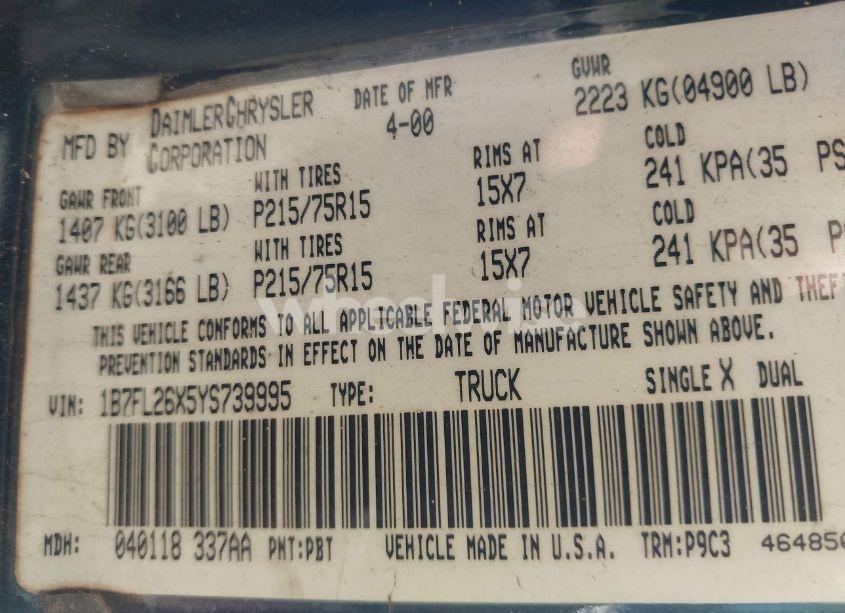 MFD BY DAIMLERCHRYSLER CORPORATION DATE OF MFR 4-00 GVWR 2223 KG(04900 LB)
GAWR FRONT WITH TIRES RIMS AT COLD
1407 KG(3100 LB) P215/75R15 15X7 241 KPA(35 PS
GAWR REAR WITH TIRES RIMS AT COLD
1437 KG(3166 LB) P215/75R15 15X7 241 KPA(35
THIS VEHICLE CONFORMS TO ALL APPLICABLE FEDERAL MOTOR VEHICLE SAFETY AND THEFT
PREVENTION STANDARDS IN EFFECT ON THE DATE OF MANUFACTURE SHOWN ABOVE.
VIN: 1B7FL26X5YS739995 TYPE: TRUCK SINGLE X DUAL
MDH: 040118 337AA PNT:PBT VEHICLE MADE IN U.S.A. TRM:P9C3 464850